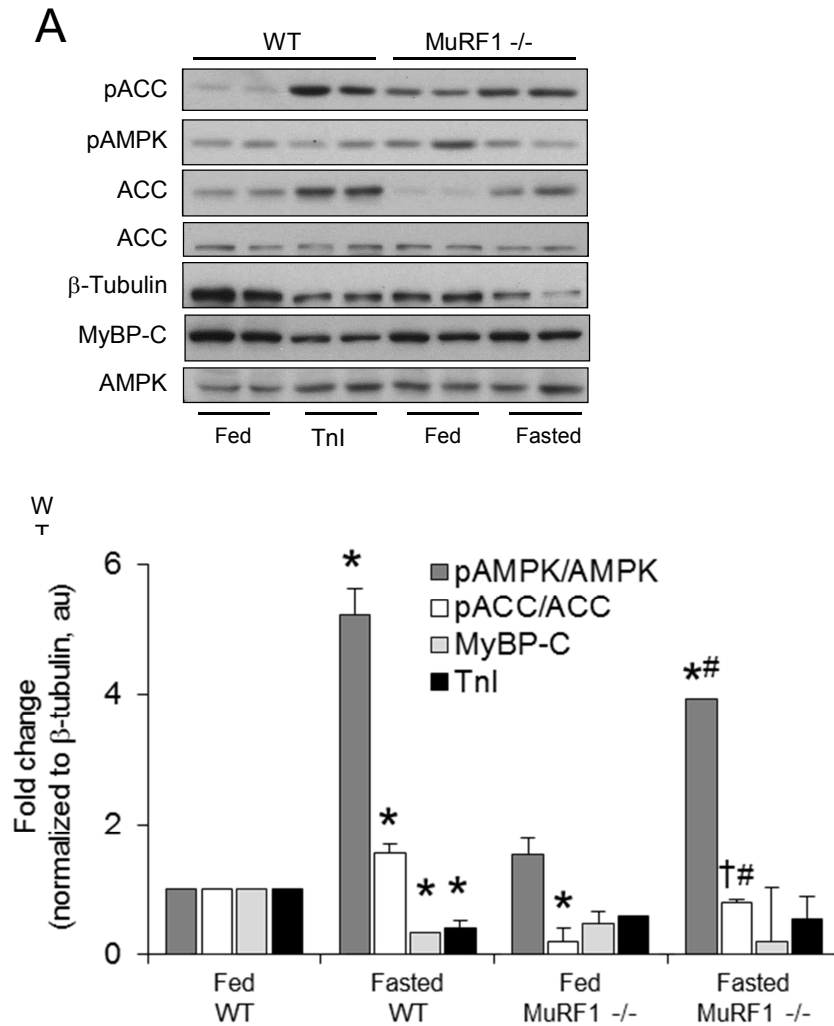 A
WT MuRF1 -/-
pACC
pAMPK
ACC
ACC
β-Tubulin
MyBP-C
AMPK
Fed TnI Fed Fasted
W
T
6
4
2
0
Fold change
(normalized to β-tubulin, au)
pAMPK/AMPK
pACC/ACC
MyBP-C
TnI
*
*
* *
*
*#
†#
Fed Fasted Fed Fasted
WT WT MuRF1 -/- MuRF1 -/-